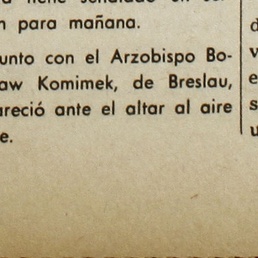 n para mañana.
unto con el Arzobispo Bo-
aw Komimek, de Breslau,
areció ante el altar al aire
e.